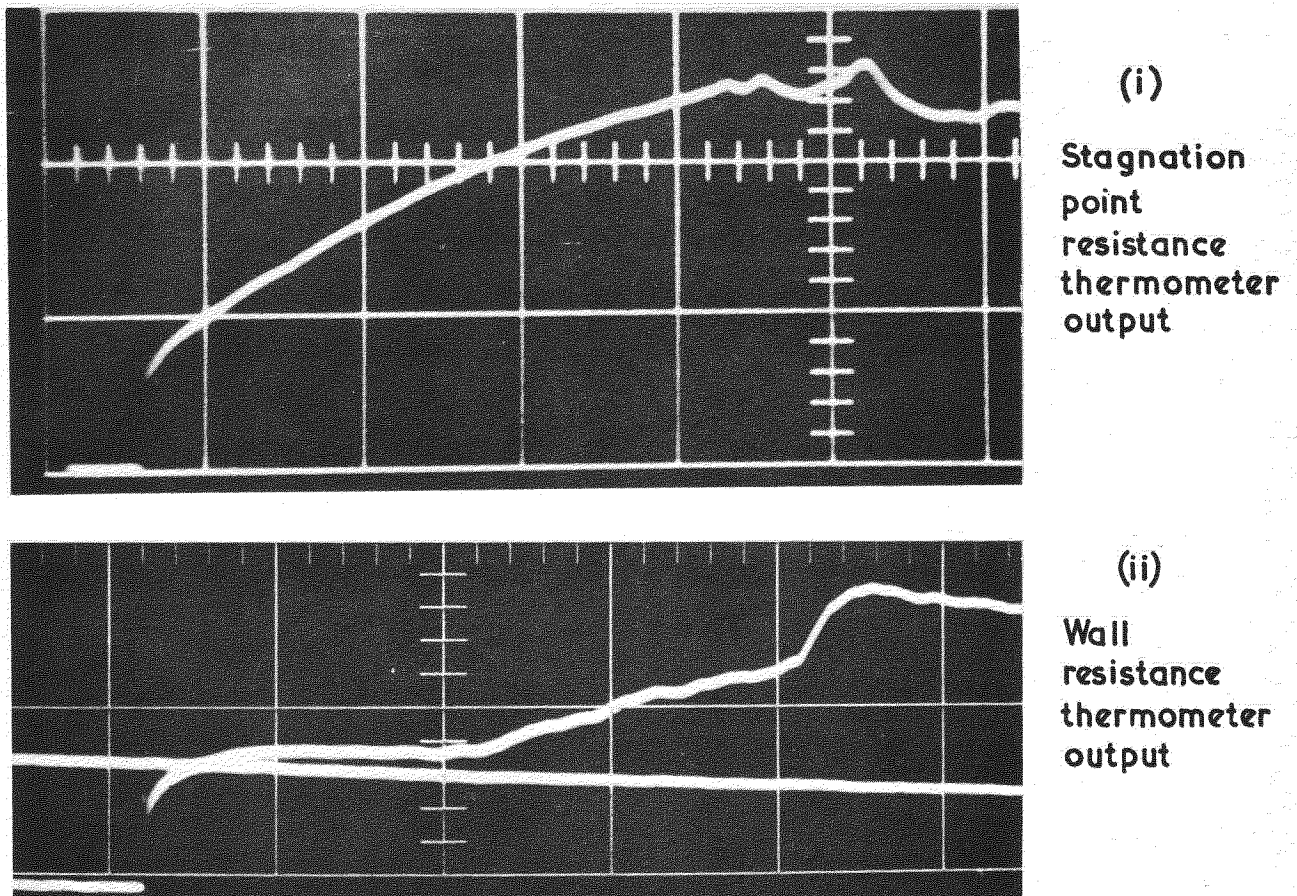 (i)
Stagnation
point
resistance
thermometer
output
(ii)
Wall
resistance
thermometer
output